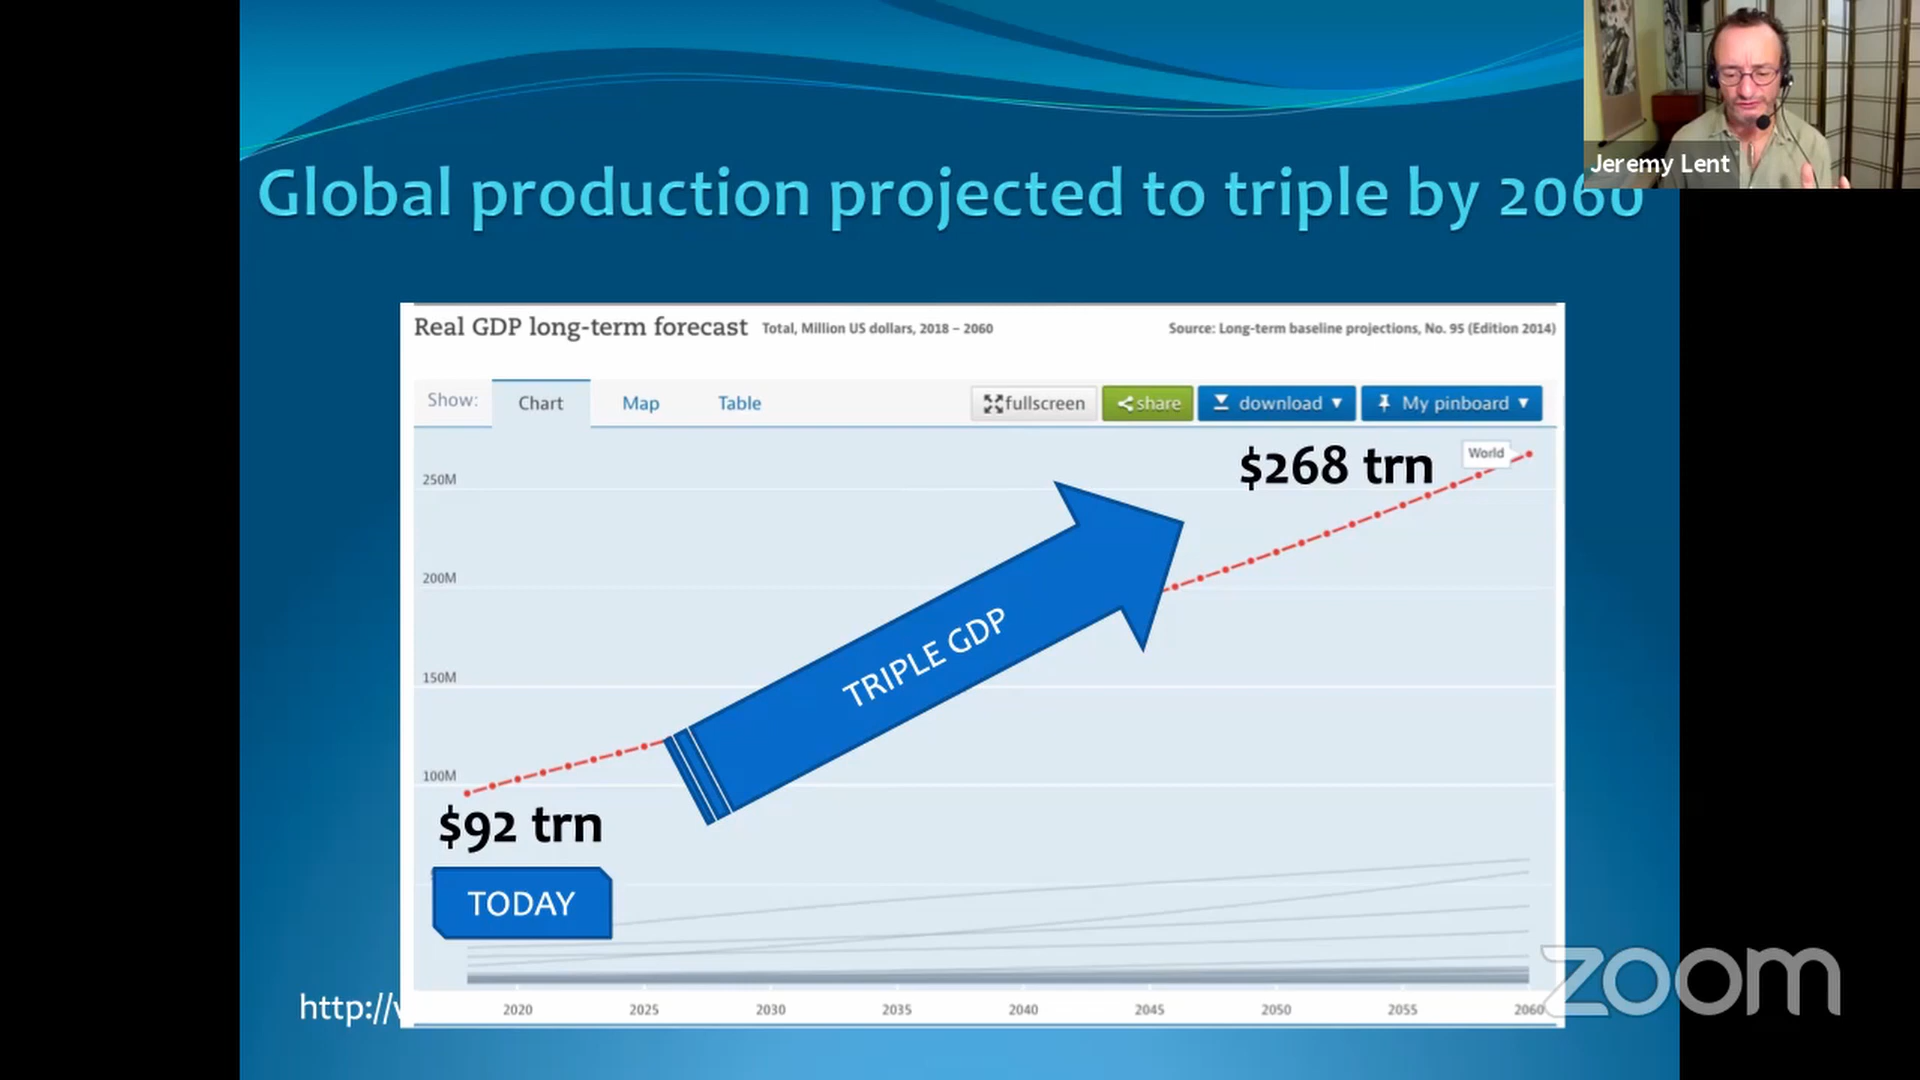 Jeremy Lent
Global production projected to triple by 2060
Real GDP long-term forecast Total, Million US dollars, 2018 – 2060 Source: Long-term baseline projections, No. 95 (Edition 2014)
Show: Chart Map Table fullscreen share download My pinboard
$268 trn World
250M
200M
TRIPLE GDP
150M
100M
$92 trn
TODAY
http://
2020 2025 2030 2035 2040 2045 2050 2055 2060
zoom